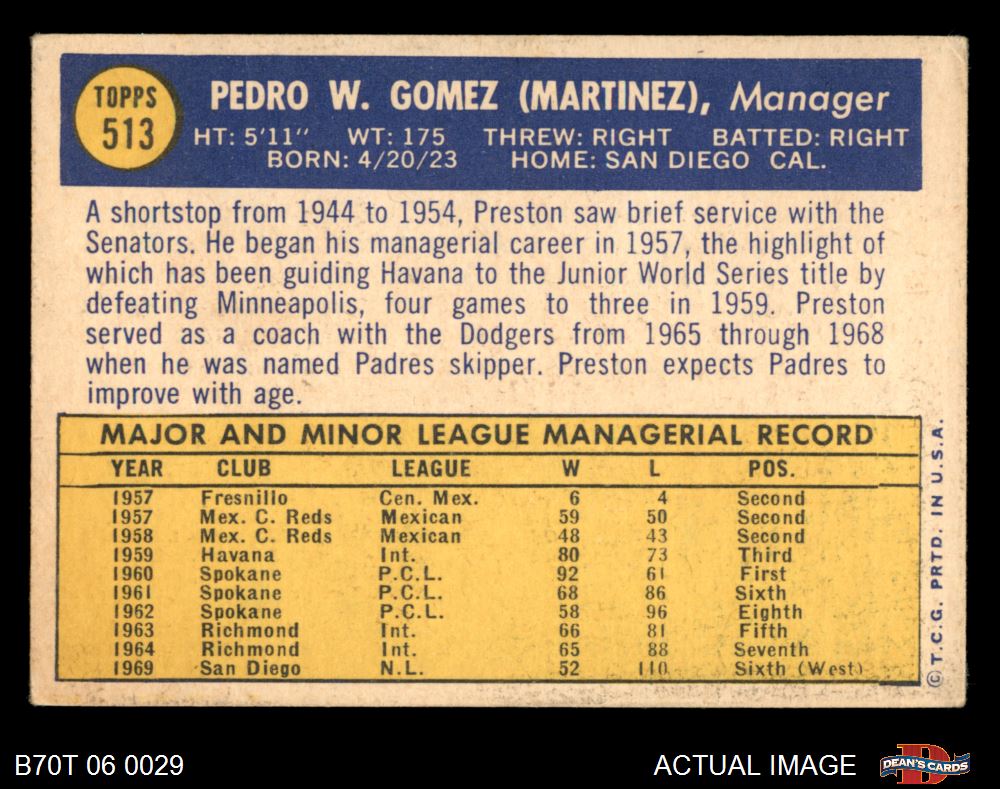 TOPPS
513
PEDRO W. GOMEZ (MARTINEZ), Manager
HT: 5'11" WT: 175 THREW: RIGHT BATTED: RIGHT
BORN: 4/20/23 HOME: SAN DIEGO CAL.
A shortstop from 1944 to 1954, Preston saw brief service with the
Senators. He began his managerial career in 1957, the highlight of
which has been guiding Havana to the Junior World Series title by
defeating Minneapolis, four games to three in 1959. Preston
served as a coach with the Dodgers from 1965 through 1968
when he was named Padres skipper. Preston expects Padres to
improve with age.
MAJOR AND MINOR LEAGUE MANAGERIAL RECORD
YEAR CLUB LEAGUE W L POS.
1957 Fresnillo Cen. Mex. 6 4 Second
1957 Mex. C. Reds Mexican 59 50 Second
1958 Mex. C. Reds Mexican 48 43 Second
1959 Havana Int. 80 73 Third
1960 Spokane P.C.L. 92 61 First
1961 Spokane P.C.L. 68 86 Sixth
1962 Spokane P.C.L. 58 96 Eighth
1963 Richmond Int. 66 81 Fifth
1964 Richmond Int. 65 88 Seventh
1969 San Diego N.L. 52 110 Sixth (West)
© T.C.G. PRTD. IN U.S.A.
B70T 06 0029
ACTUAL IMAGE
DEAN'S CARDS